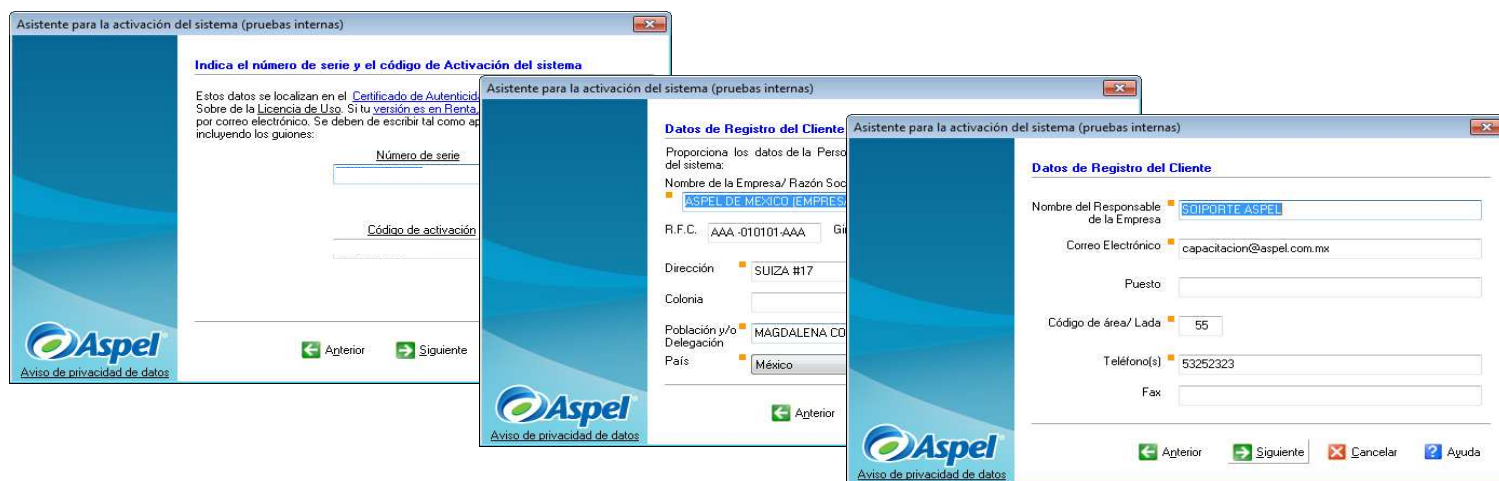 Asistente para la activación del sistema (pruebas internas)
Indica el número de serie y el código de Activación del sistema
Estos datos se localizan en el Certificado de Autenticid
Sobre de la Licencia de Uso. Si tu versión es en Renta,
por correo electrónico. Se deben de escribir tal como ap
incluyendo los guiones:
Número de serie
Código de activación
Anterior
Siguiente
Aspel
Aviso de privacidad de datos
Asistente para la activación del sistema (pruebas internas)
Datos de Registro del Cliente
Proporciona los datos de la Perso
del sistema:
Nombre de la Empresa/ Razón Soc
ASPEL DE MEXICO (EMPRESA
R.F.C. AAA -010101-AAA Gi
Dirección SUIZA #17
Colonia
Población y/o
Delegación
MAGDALENA CO
País México
Anterior
Aspel
Aviso de privacidad de datos
Asistente para la activación del sistema (pruebas internas)
Datos de Registro del Cliente
Nombre del Responsable
de la Empresa
SOIPORTE ASPEL
Correo Electrónico capacitacion@aspel.com.mx
Puesto
Código de área/ Lada 55
Teléfono(s) 53252323
Fax
Anterior Siguiente Cancelar Ayuda
Aspel
Aviso de privacidad de datos